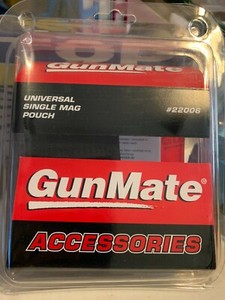 GunMate
UNIVERSAL
SINGLE MAG
POUCH
#22006
GunMate®
ACCESSORIES